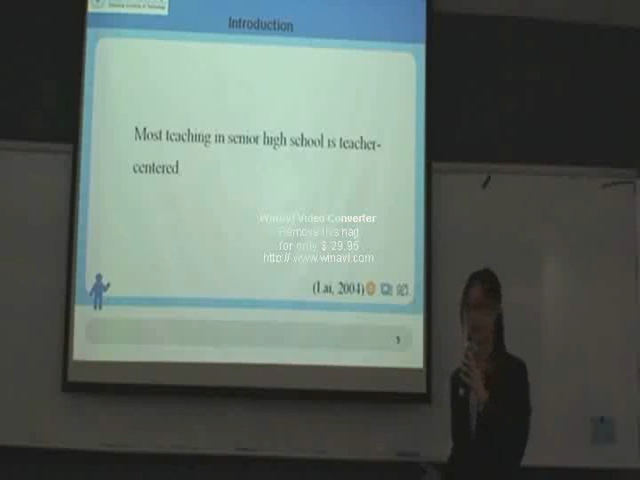 Introduction
Most teaching in senior high school is teacher-
centered
WinAvi Video Converter
Remove this nag
for only $ 29.95
http://www.winavi.com
(Lai, 2004)